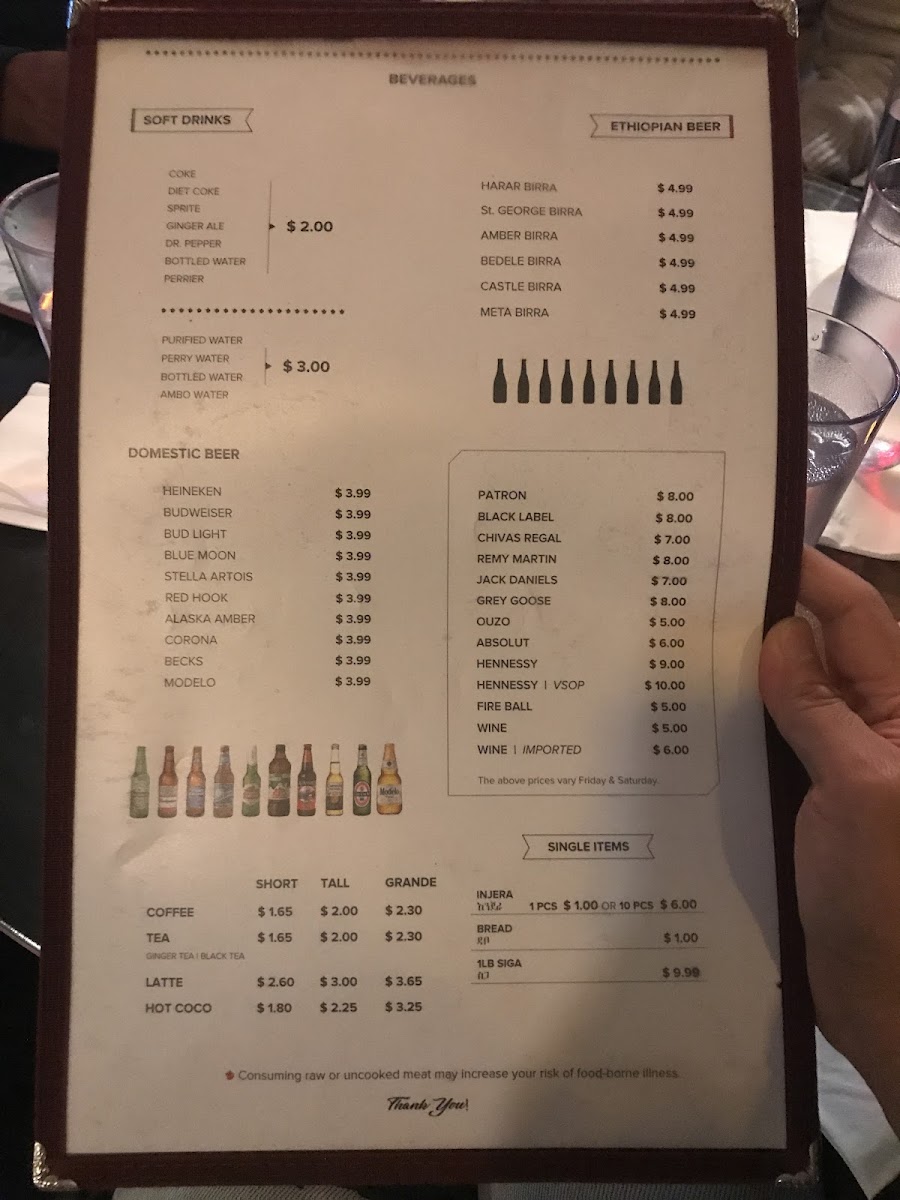 BEVERAGES
SOFT DRINKS
COKE
DIET COKE
SPRITE
GINGER ALE
DR. PEPPER
BOTTLED WATER
PERRIER
$ 2.00
PURIFIED WATER
PERRY WATER
BOTTLED WATER
AMBO WATER
$ 3.00
ETHIOPIAN BEER
HARAR BIRRA $ 4.99
St. GEORGE BIRRA $ 4.99
AMBER BIRRA $ 4.99
BEDELE BIRRA $ 4.99
CASTLE BIRRA $ 4.99
META BIRRA $ 4.99
DOMESTIC BEER
HEINEKEN $ 3.99
BUDWEISER $ 3.99
BUD LIGHT $ 3.99
BLUE MOON $ 3.99
STELLA ARTOIS $ 3.99
RED HOOK $ 3.99
ALASKA AMBER $ 3.99
CORONA $ 3.99
BECKS $ 3.99
MODELO $ 3.99
Modelo
PATRON $ 8.00
BLACK LABEL $ 8.00
CHIVAS REGAL $ 7.00
REMY MARTIN $ 8.00
JACK DANIELS $ 7.00
GREY GOOSE $ 8.00
OUZO $ 5.00
ABSOLUT $ 6.00
HENNESSY $ 9.00
HENNESSY | VSOP $ 10.00
FIRE BALL $ 5.00
WINE $ 5.00
WINE | IMPORTED $ 6.00
The above prices vary Friday & Saturday.
SHORT TALL GRANDE
COFFEE $ 1.65 $ 2.00 $ 2.30
TEA $ 1.65 $ 2.00 $ 2.30
GINGER TEA | BLACK TEA
LATTE $ 2.60 $ 3.00 $ 3.65
HOT COCO $ 1.80 $ 2.25 $ 3.25
SINGLE ITEMS
INJERA
እንጀራ 1 PCS $ 1.00 OR 10 PCS $ 6.00
BREAD
ዳቦ $ 1.00
1LB SIGA
ስጋ $ 9.99
Consuming raw or uncooked meat may increase your risk of food-borne illness.
Thank You!